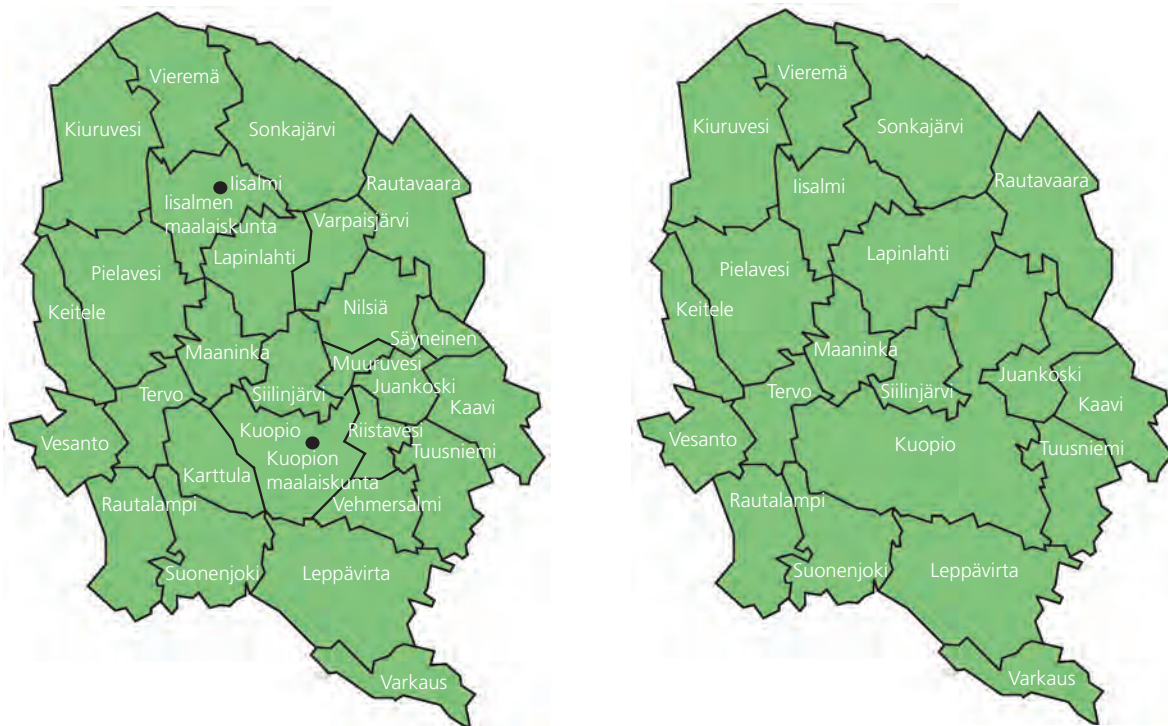 Vieremä
Kiuruvesi
Sonkajärvi
Iisalmi
Rautavaara
Iisalmen
maalaiskunta
Varpaisjärvi
Lapinlahti
Pielavesi
Keitele
Nilsiä
Säyneinen
Maaninka
Muuruvesi
Juankoski
Siilinjärvi
Tervo
Kaavi
Kuopio
Riistavesi
Vesanto
Tuusniemi
Kuopion
maalaiskunta
Karttula
Vehmersalmi
Rautalampi
Suonenjoki
Leppävirta
Varkaus
Vieremä
Kiuruvesi
Sonkajärvi
Iisalmi
Rautavaara
Lapinlahti
Pielavesi
Keitele
Maaninka
Juankoski
Siilinjärvi
Tervo
Kaavi
Vesanto
Kuopio
Tuusniemi
Rautalampi
Suonenjoki
Leppävirta
Varkaus